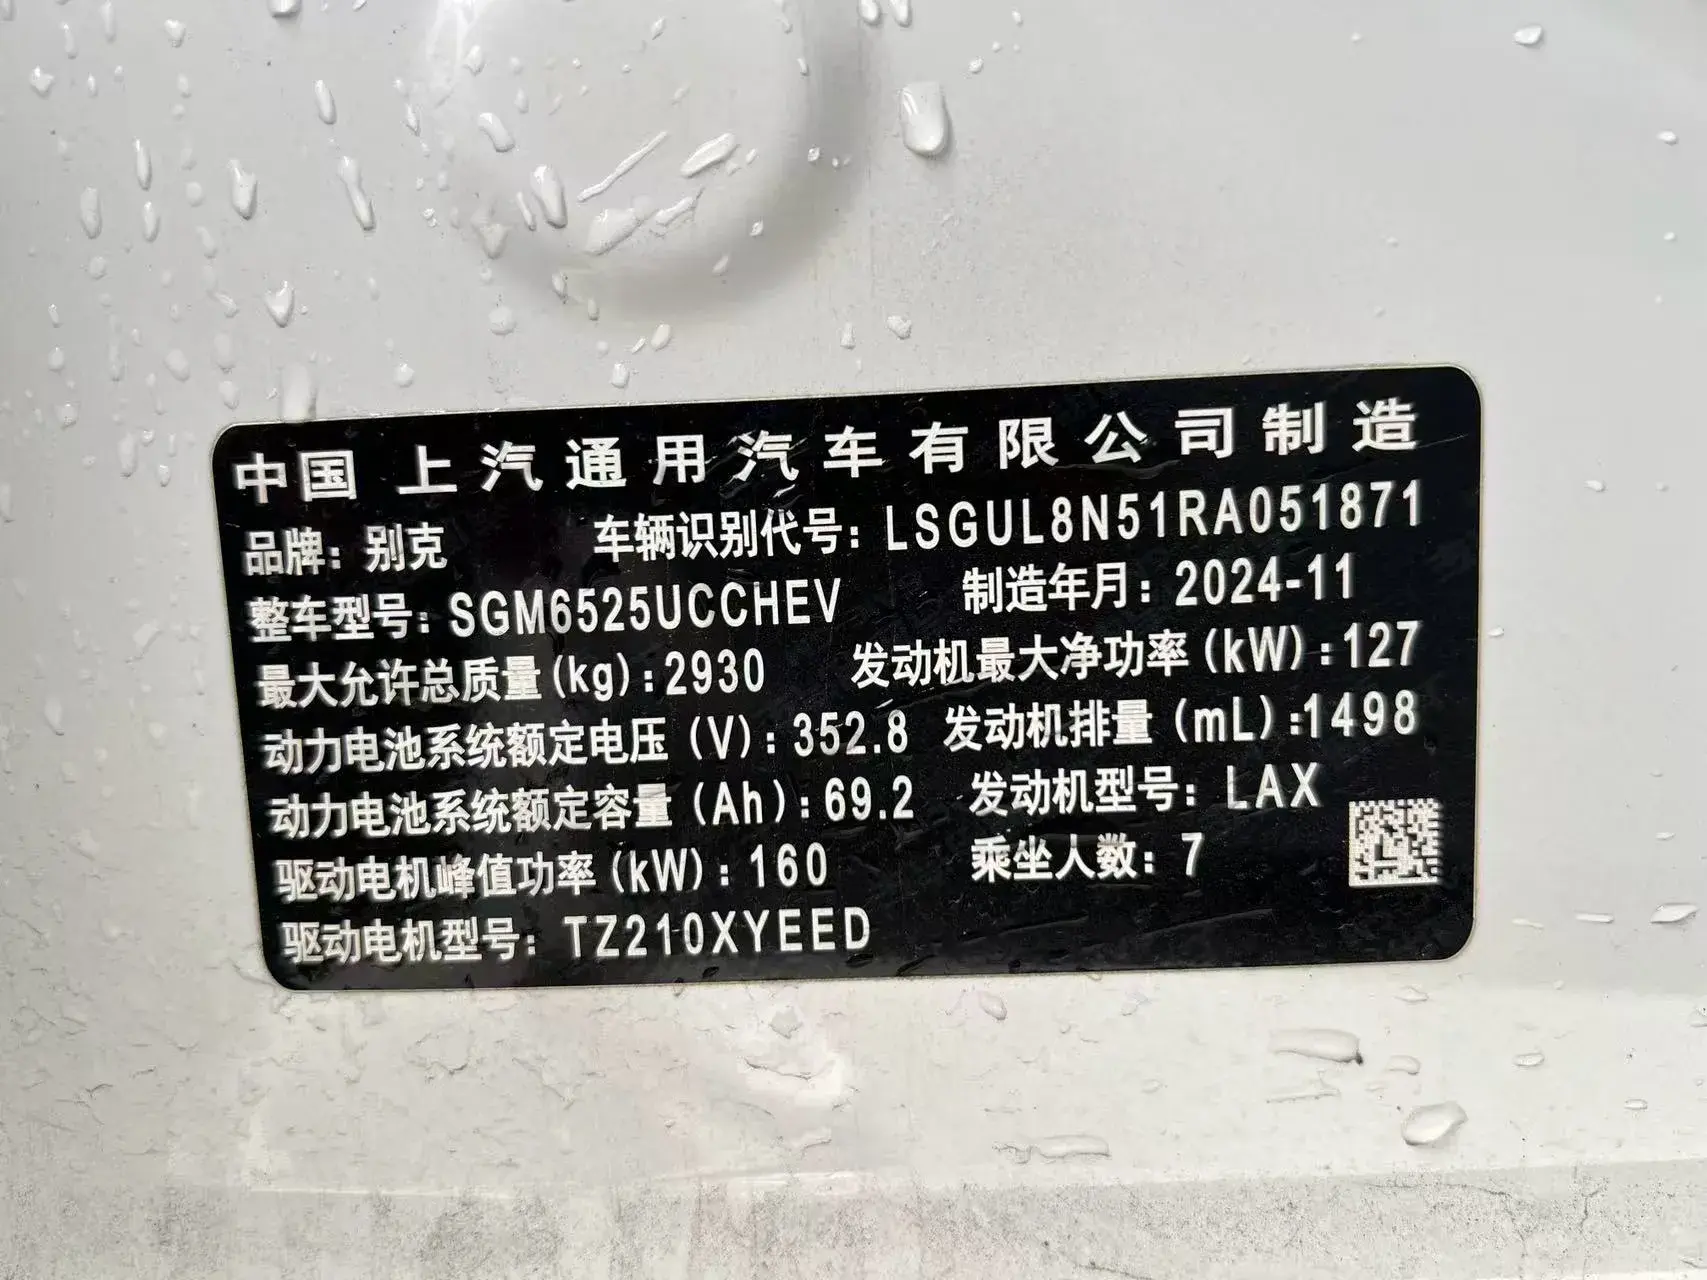 中国 上汽通用汽车有限公司制造
品牌：别克 车辆识别代号：LSGUL8N51RA051871
整车型号：SGM6525UCCHEV 制造年月：2024-11
最大允许总质量(kg)：2930 发动机最大净功率(kW)：127
动力电池系统额定电压(V)：352.8 发动机排量(mL)：1498
动力电池系统额定容量(Ah)：69.2 发动机型号：LAX
驱动电机峰值功率(kW)：160 乘坐人数：7
驱动电机型号：TZ210XYEED